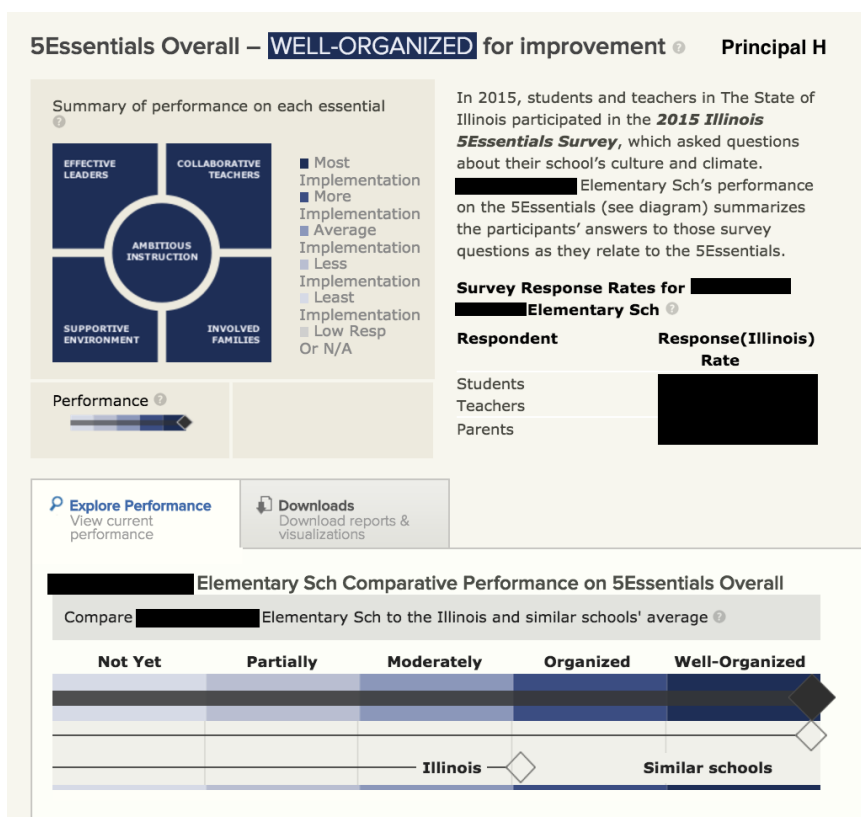 5Essentials Overall – WELL-ORGANIZED for improvement ?
Principal H
Summary of performance on each essential
?
EFFECTIVE
LEADERS
COLLABORATIVE
TEACHERS
AMBITIOUS
INSTRUCTION
SUPPORTIVE
ENVIRONMENT
INVOLVED
FAMILIES
Most
Implementation
More
Implementation
Average
Implementation
Less
Implementation
Least
Implementation
Low Resp
Or N/A
Performance ?
In 2015, students and teachers in The State of
Illinois participated in the 2015 Illinois
5Essentials Survey, which asked questions
about their school's culture and climate.
Elementary Sch's performance
on the 5Essentials (see diagram) summarizes
the participants' answers to those survey
questions as they relate to the 5Essentials.
Survey Response Rates for
Elementary Sch ?
Respondent Response(Illinois)
Rate
Students
Teachers
Parents
Explore Performance
View current
performance
Downloads
Download reports &
visualizations
Elementary Sch Comparative Performance on 5Essentials Overall
Compare Elementary Sch to the Illinois and similar schools' average ?
Not Yet Partially Moderately Organized Well-Organized
Illinois Similar schools